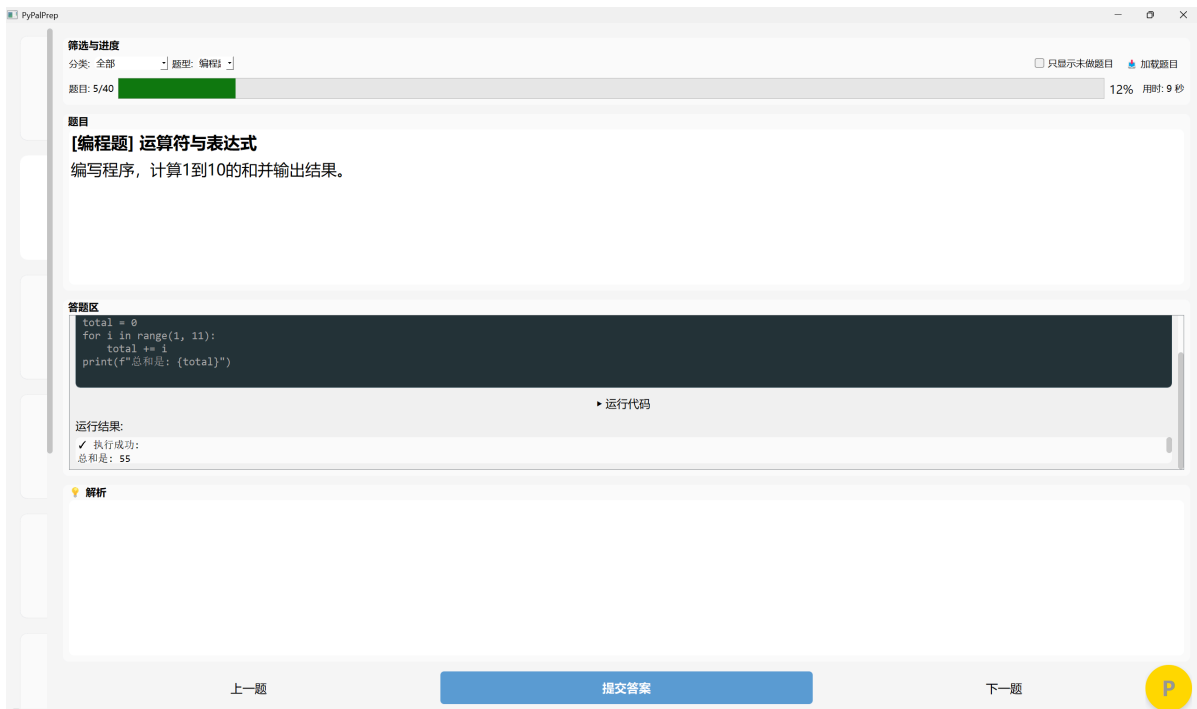 PyPalPrep
筛选与进度
分类: 全部 题型: 编程题 只显示未做题目 加载题目
题目: 5/40 12% 用时: 9 秒
题目
[编程题] 运算符与表达式
编写程序，计算1到10的和并输出结果。
答题区
total = 0
for i in range(1, 11):
    total += i
print(f"总和是: {total}")
运行代码
运行结果:
✓ 执行成功:
总和是: 55
解析
上一题 提交答案 下一题
P